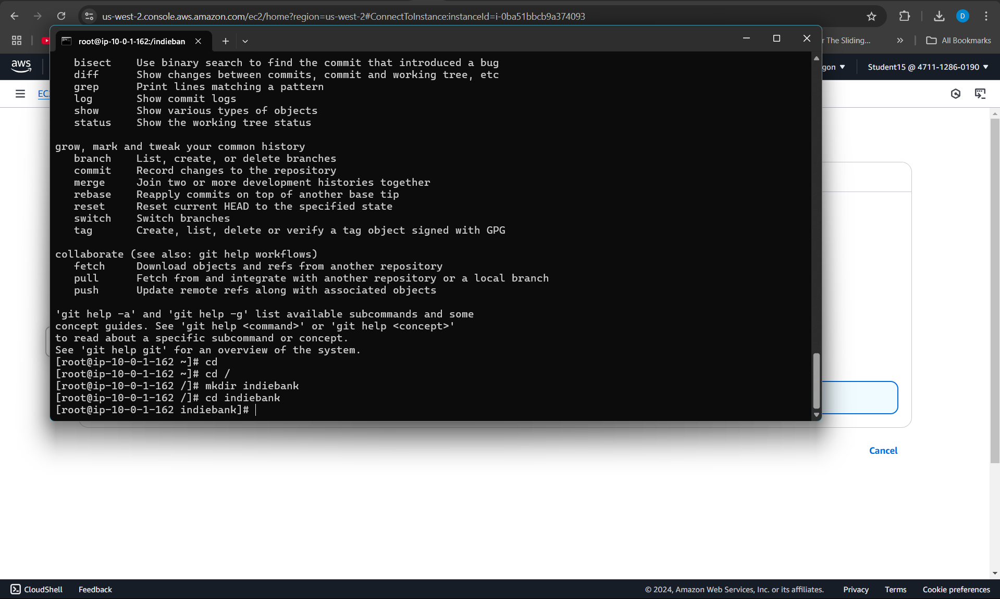 us-west-2.console.aws.amazon.com/ec2/home?region=us-west-2#ConnectToInstance:instanceId=i-0ba51bbcb9a374093
D
root@ip-10-0-1-162:/indieban
r The Sliding...
All Bookmarks
aws
gon
Student15 @ 4711-1286-0190
EC
bisect Use binary search to find the commit that introduced a bug
diff Show changes between commits, commit and working tree, etc
grep Print lines matching a pattern
log Show commit logs
show Show various types of objects
status Show the working tree status
grow, mark and tweak your common history
branch List, create, or delete branches
commit Record changes to the repository
merge Join two or more development histories together
rebase Reapply commits on top of another base tip
reset Reset current HEAD to the specified state
switch Switch branches
tag Create, list, delete or verify a tag object signed with GPG
collaborate (see also: git help workflows)
fetch Download objects and refs from another repository
pull Fetch from and integrate with another repository or a local branch
push Update remote refs along with associated objects
'git help -a' and 'git help -g' list available subcommands and some
concept guides. See 'git help <command>' or 'git help <concept>'
to read about a specific subcommand or concept.
See 'git help git' for an overview of the system.
[root@ip-10-0-1-162 ~]# cd
[root@ip-10-0-1-162 ~]# cd /
[root@ip-10-0-1-162 /]# mkdir indiebank
[root@ip-10-0-1-162 /]# cd indiebank
[root@ip-10-0-1-162 indiebank]#
Cancel
CloudShell Feedback
© 2024, Amazon Web Services, Inc. or its affiliates. Privacy Terms Cookie preferences